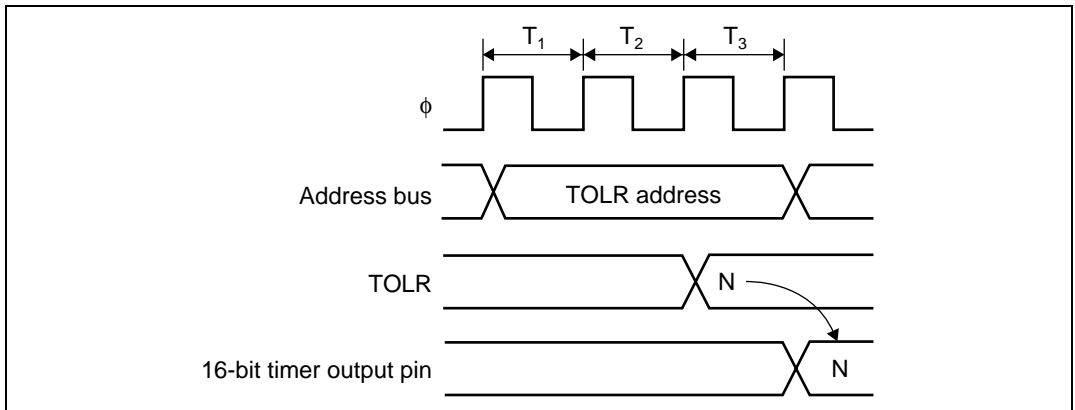 T₁ T₂ T₃
φ
Address bus TOLR address
TOLR N
16-bit timer output pin N